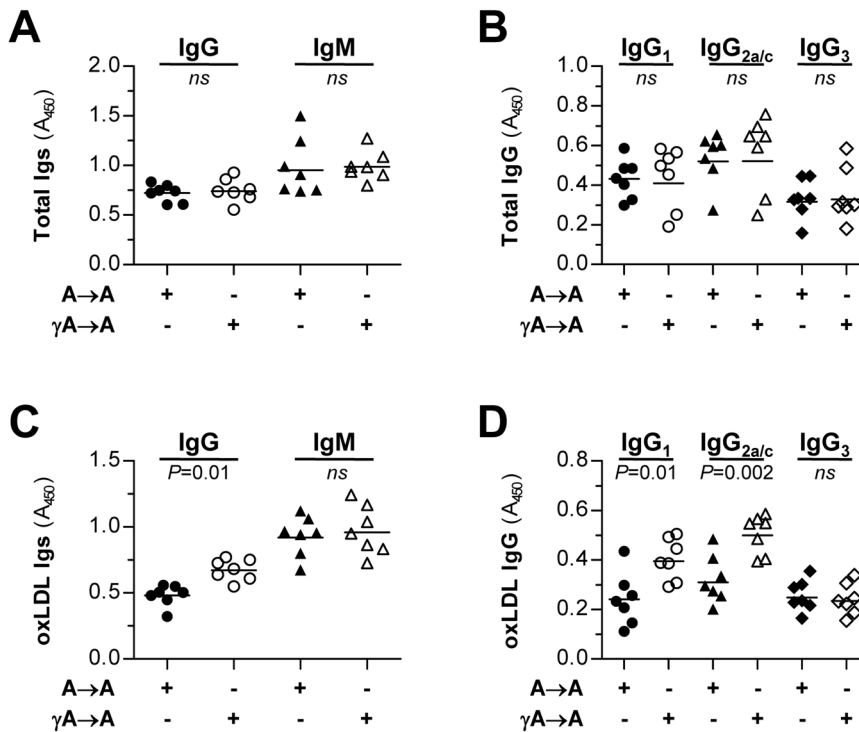 A
IgG IgM
ns ns
Total Igs (A450)
2.0
1.5
1.0
0.5
0.0
A→A + - + -
γA→A - + - +
B
IgG1 IgG2a/c IgG3
ns ns ns
Total IgG (A450)
1.0
0.8
0.6
0.4
0.2
0.0
A→A + - + - + -
γA→A - + - + - +
C
IgG IgM
P=0.01 ns
oxLDL Igs (A450)
1.5
1.0
0.5
0.0
A→A + - + -
γA→A - + - +
D
IgG1 IgG2a/c IgG3
P=0.01 P=0.002 ns
oxLDL IgG (A450)
0.8
0.6
0.4
0.2
0.0
A→A + - + - + -
γA→A - + - + - +